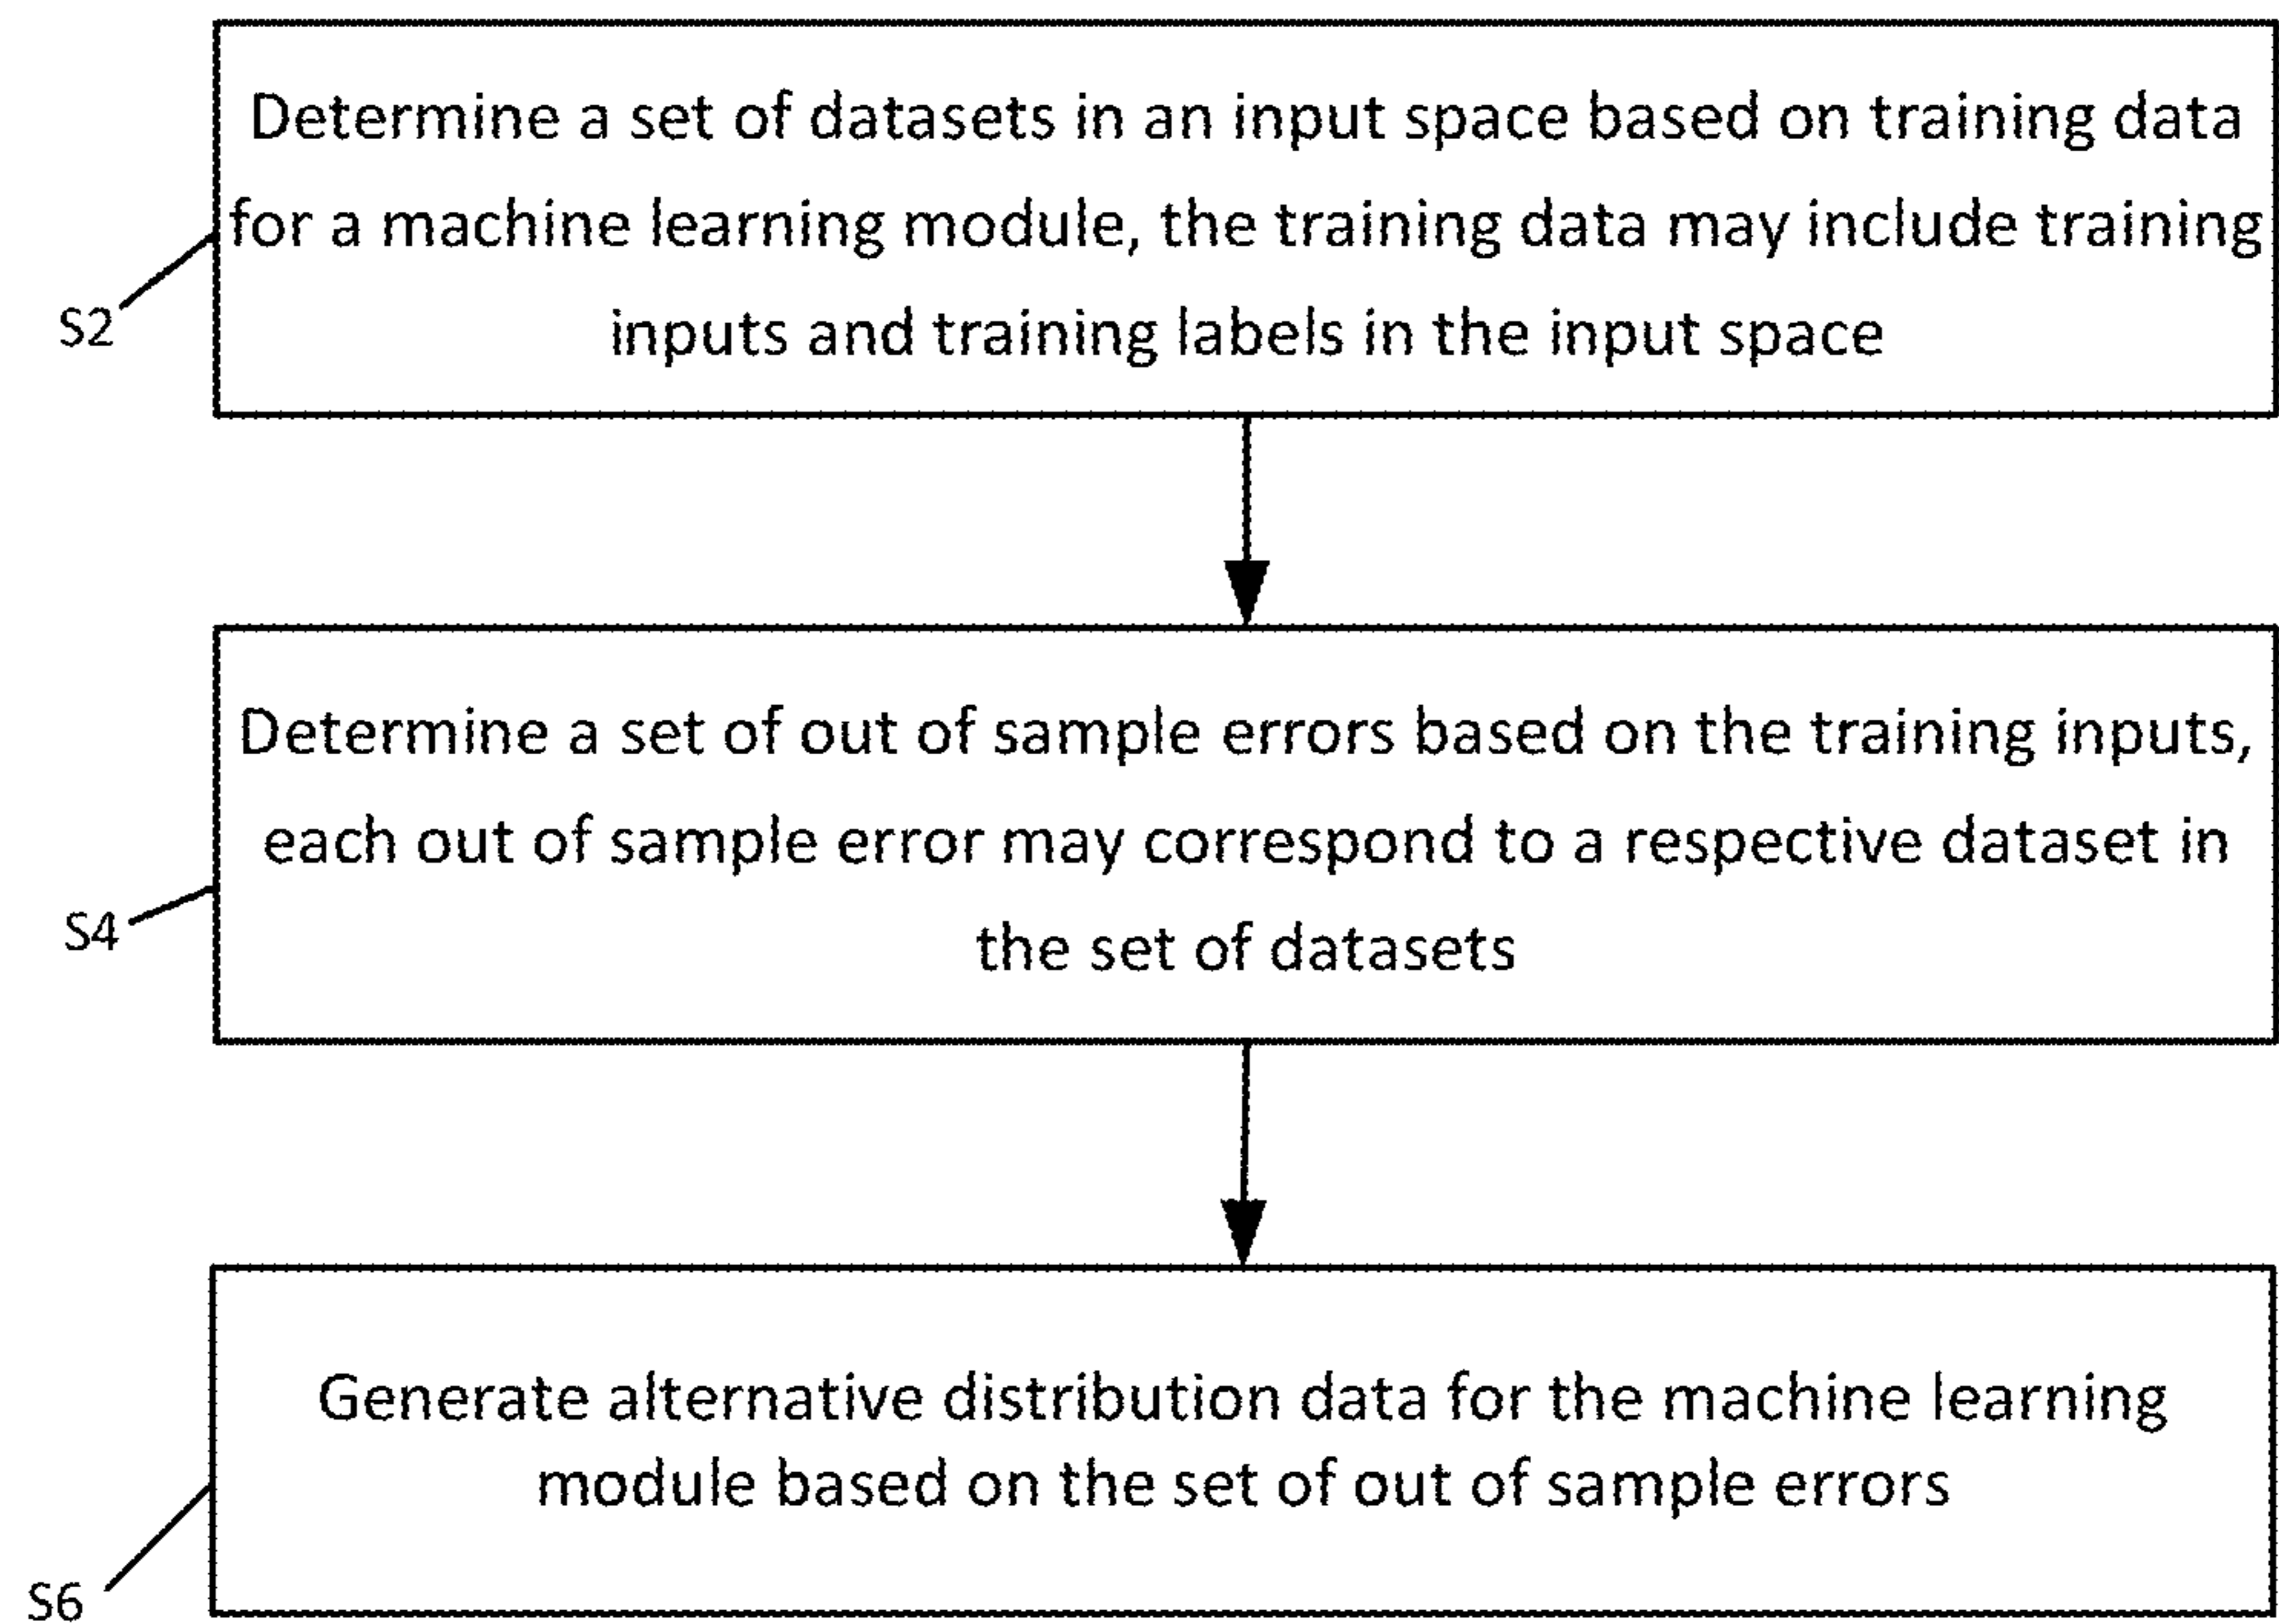 Determine a set of datasets in an input space based on training data
for a machine learning module, the training data may include training
inputs and training labels in the input space
S2
Determine a set of out of sample errors based on the training inputs,
each out of sample error may correspond to a respective dataset in
the set of datasets
S4
Generate alternative distribution data for the machine learning
module based on the set of out of sample errors
S6